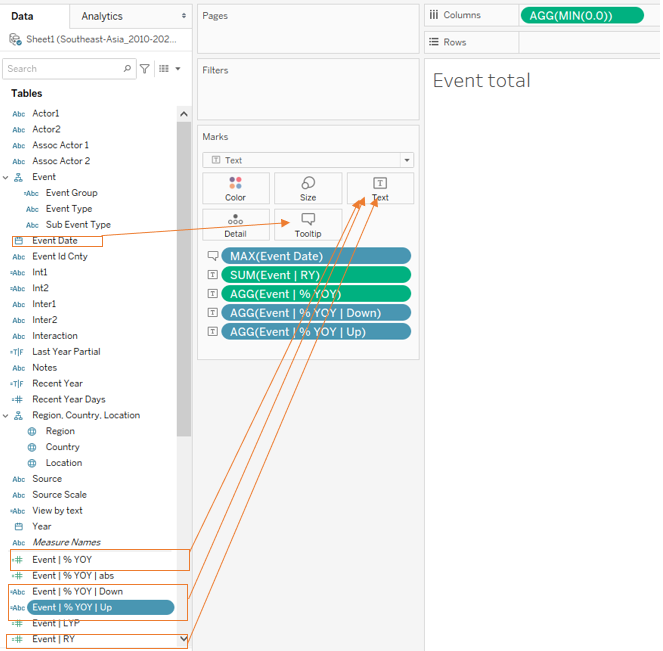 Data
Analytics
Sheet1 (Southeast-Asia_2010-202...
Search
Tables
Abc Actor1
Abc Actor2
Abc Assoc Actor 1
Abc Assoc Actor 2
Event
=Abc Event Group
Abc Event Type
Abc Sub Event Type
Event Date
Abc Event Id Cnty
Abc Int1
Abc Int2
Abc Inter1
Abc Inter2
Abc Interaction
=T|F Last Year Partial
Abc Notes
=T|F Recent Year
=# Recent Year Days
Region, Country, Location
Region
Country
Location
Abc Source
Abc Source Scale
=Abc View by text
Year
Abc Measure Names
=# Event | % YOY
=# Event | % YOY | abs
=Abc Event | % YOY | Down
=Abc Event | % YOY | Up
=# Event | LYP
=# Event | RY
Pages
Filters
Marks
T Text
Color
Size
T
Text
Detail
Tooltip
MAX(Event Date)
T SUM(Event | RY)
T AGG(Event | % YOY)
T AGG(Event | % YOY | Down)
T AGG(Event | % YOY | Up)
Columns
AGG(MIN(0.0))
Rows
Event total